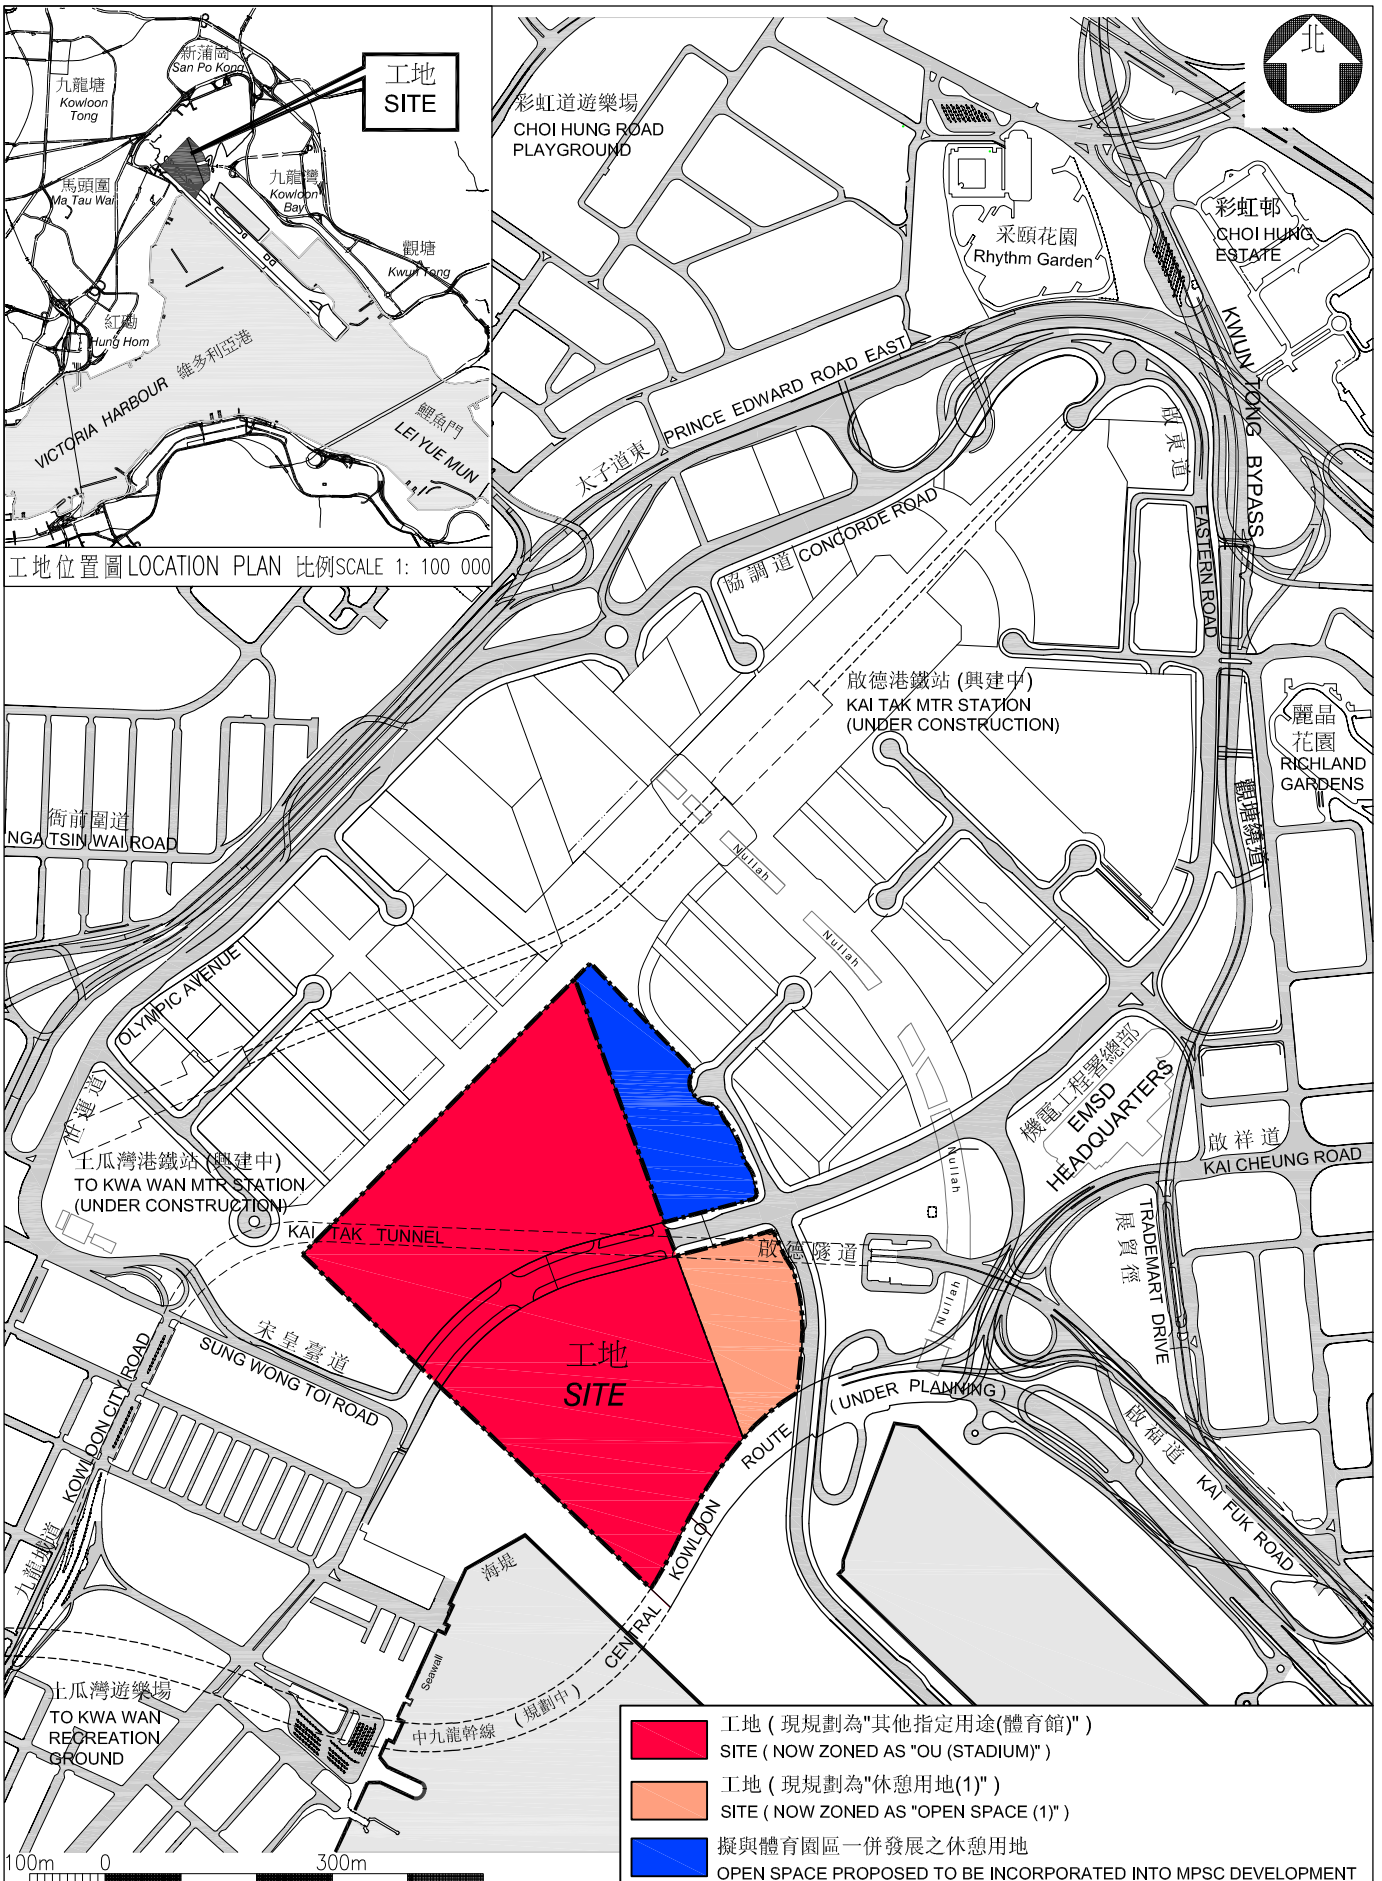 新蒲崗
San Po Kong
九龍塘
Kowloon
Tong
工地
SITE
馬頭圍
Ma Tau Wai
九龍灣
Kowloon
Bay
觀塘
Kwun Tong
紅磡
Hung Hom
VICTORIA HARBOUR 維多利亞港
鯉魚門
LEI YUE MUN
工地位置圖 LOCATION PLAN 比例 SCALE 1: 100 000
北
彩虹道遊樂場
CHOI HUNG ROAD
PLAYGROUND
采頤花園
Rhythm Garden
彩虹邨
CHOI HUNG
ESTATE
KWUN TONG BYPASS
太子道東
PRINCE EDWARD ROAD EAST
啟東道
EASTERN ROAD
協調道 CONCORDE ROAD
啟德港鐵站 (興建中)
KAI TAK MTR STATION
(UNDER CONSTRUCTION)
麗晶
花園
RICHLAND
GARDENS
觀塘繞道
衙前圍道
NGA TSIN WAI ROAD
Nullah
Nullah
OLYMPIC AVENUE
世運道
機電工程署總部
EMSD
HEADQUARTERS
Nullah
啟祥道
KAI CHEUNG ROAD
土瓜灣港鐵站 (興建中)
TO KWA WAN MTR STATION
(UNDER CONSTRUCTION)
KAI TAK TUNNEL
啟德隧道
TRADEMART DRIVE
展貿徑
Nullah
宋皇臺道
SUNG WONG TOI ROAD
KOWLOON CITY ROAD
九龍城道
工地
SITE
CENTRAL KOWLOON ROUTE (UNDER PLANNING)
啟福道
KAI FUK ROAD
海堤
Seawall
中九龍幹線 (規劃中)
土瓜灣遊樂場
TO KWA WAN
RECREATION
GROUND
工地 ( 現規劃為"其他指定用途(體育館)" )
SITE ( NOW ZONED AS "OU (STADIUM)" )
工地 ( 現規劃為"休憩用地(1)" )
SITE ( NOW ZONED AS "OPEN SPACE (1)" )
擬與體育園區一併發展之休憩用地
OPEN SPACE PROPOSED TO BE INCORPORATED INTO MPSC DEVELOPMENT
100m 0 300m